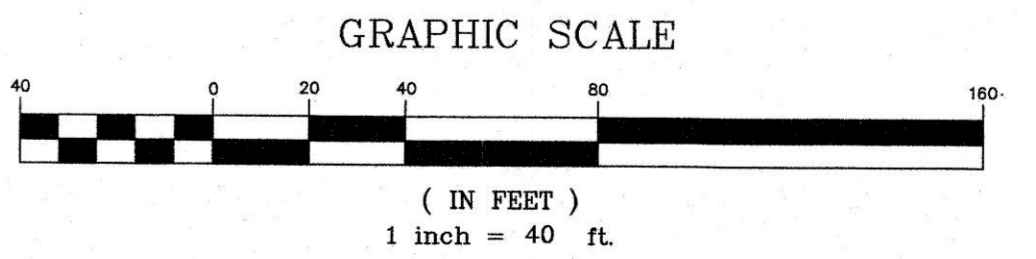 GRAPHIC SCALE
40 0 20 40 80 160
( IN FEET )
1 inch = 40 ft.